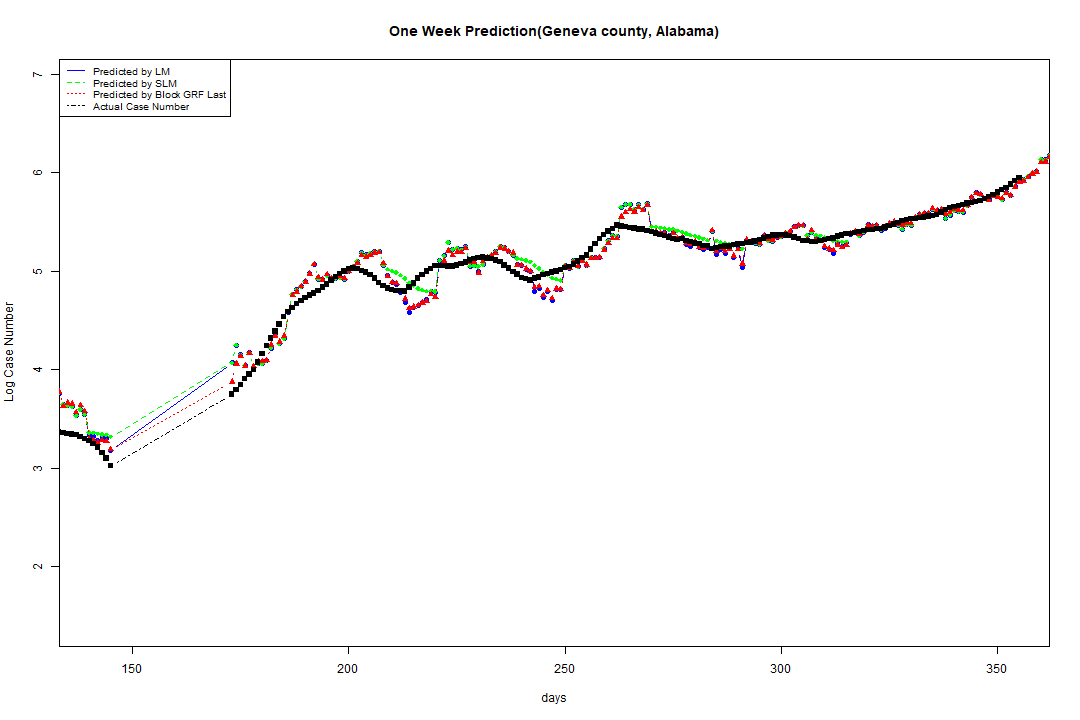 One Week Prediction(Geneva county, Alabama)
Predicted by LM
Predicted by SLM
Predicted by Block GRF Last
Actual Case Number
7
6
5
4
3
2
Log Case Number
150 200 250 300 350
days